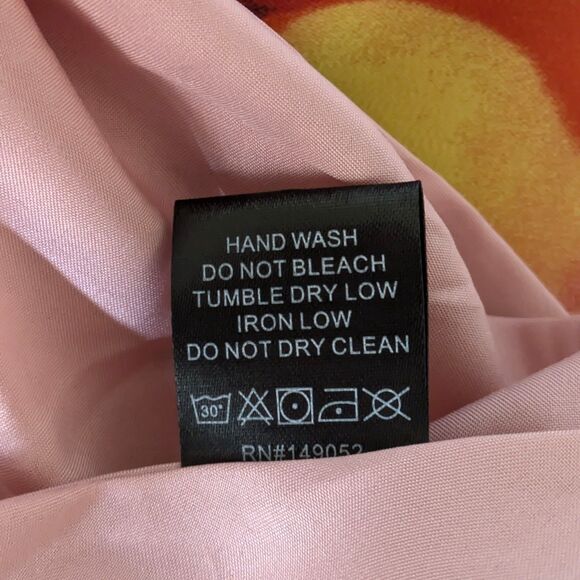 HAND WASH
DO NOT BLEACH
TUMBLE DRY LOW
IRON LOW
DO NOT DRY CLEAN
30°
RN#149052